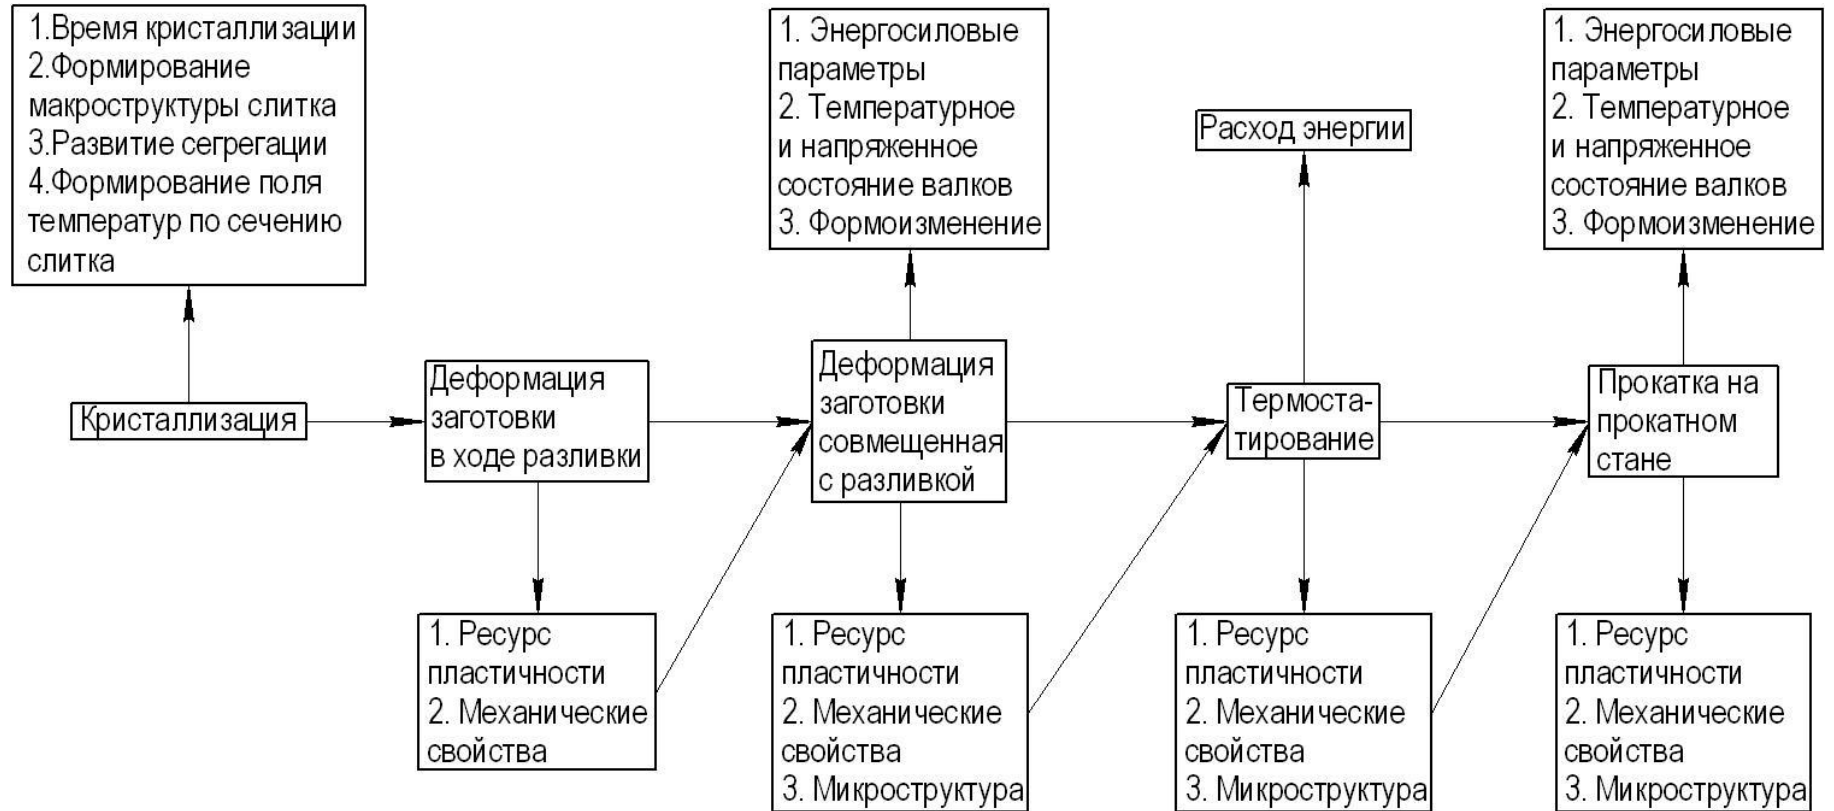 1.Время кристаллизации
2.Формирование
макроструктуры слитка
3.Развитие сегрегации
4.Формирование поля
температур по сечению
слитка
1. Энергосиловые
параметры
2. Температурное
и напряженное
состояние валков
3. Формоизменение
Расход энергии
1. Энергосиловые
параметры
2. Температурное
и напряженное
состояние валков
3. Формоизменение
Кристаллизация
Деформация
заготовки
в ходе разливки
Деформация
заготовки
совмещенная
с разливкой
Термоста-
тирование
Прокатка на
прокатном
стане
1. Ресурс
пластичности
2. Механические
свойства
1. Ресурс
пластичности
2. Механические
свойства
3. Микроструктура
1. Ресурс
пластичности
2. Механические
свойства
3. Микроструктура
1. Ресурс
пластичности
2. Механические
свойства
3. Микроструктура